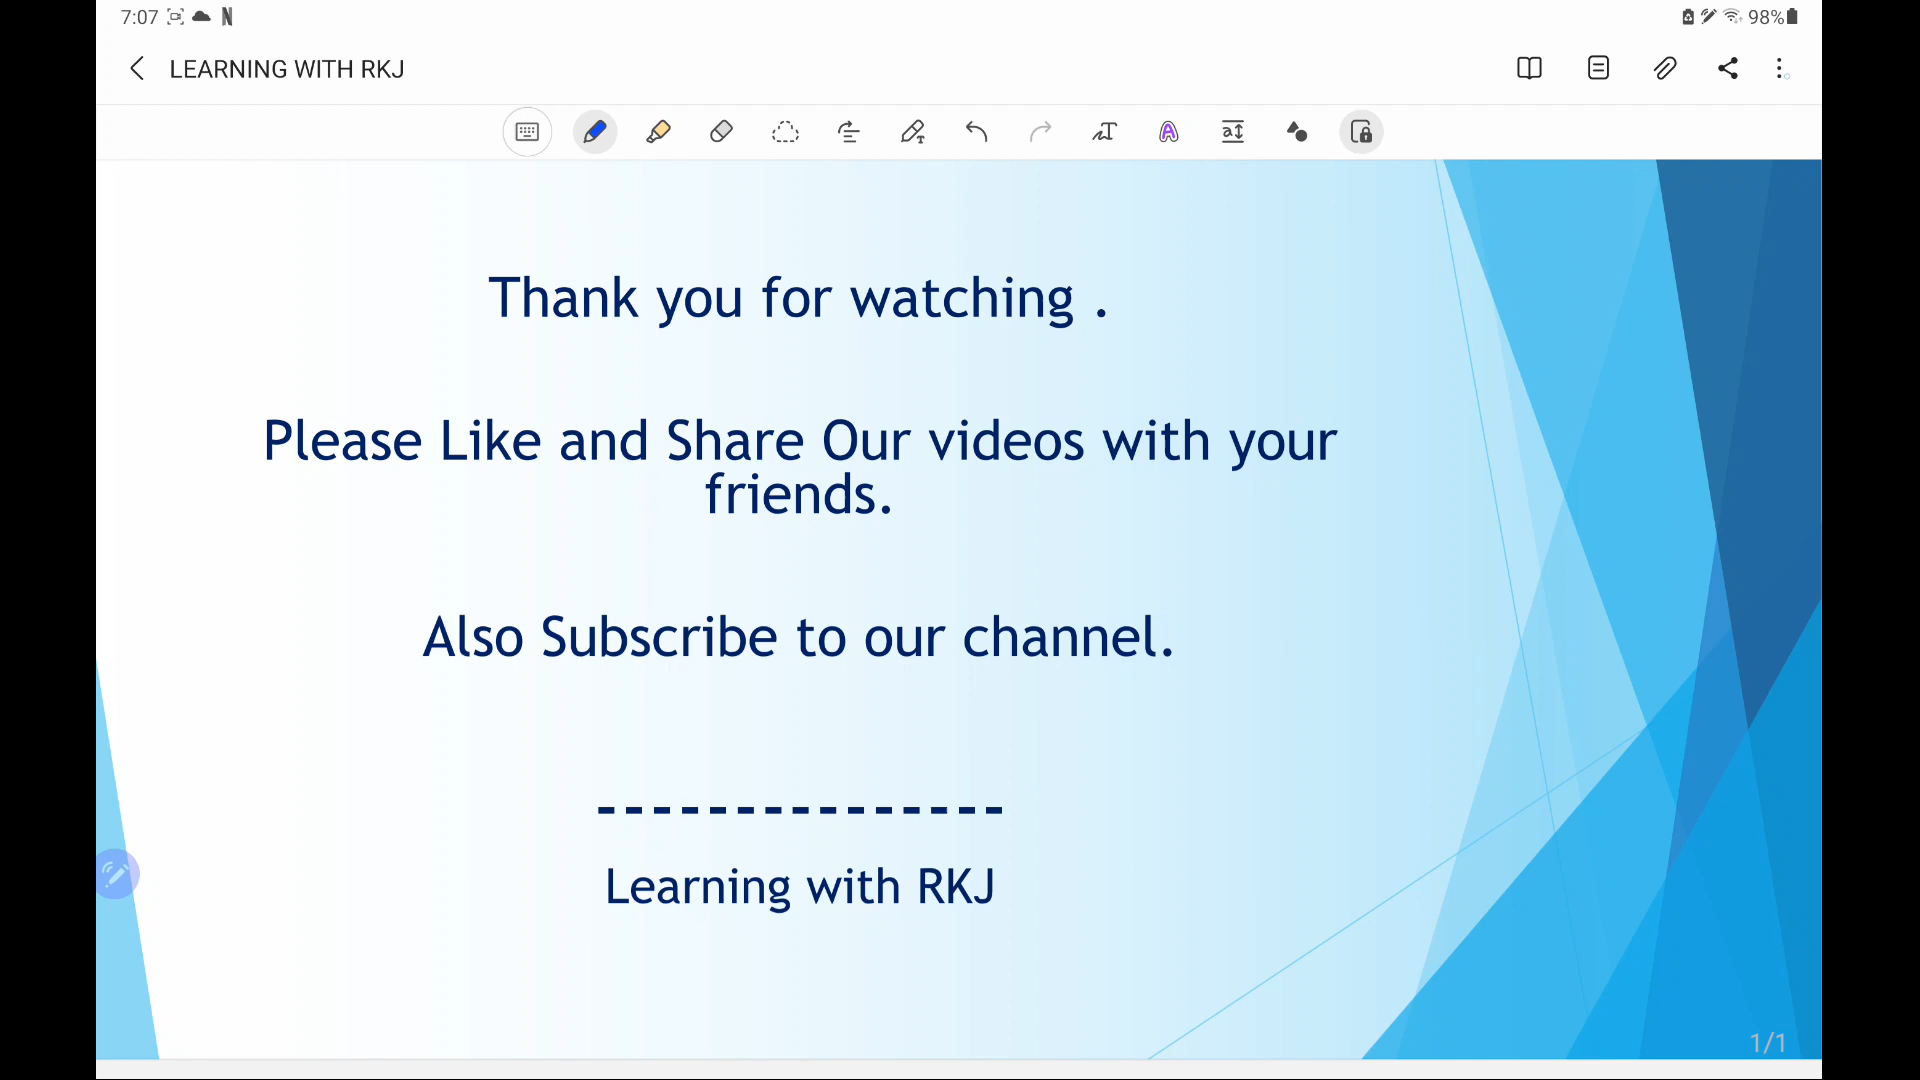 7:07 98%
LEARNING WITH RKJ
Thank you for watching .
Please Like and Share Our videos with your
friends.
Also Subscribe to our channel.
---------------
Learning with RKJ
1/1